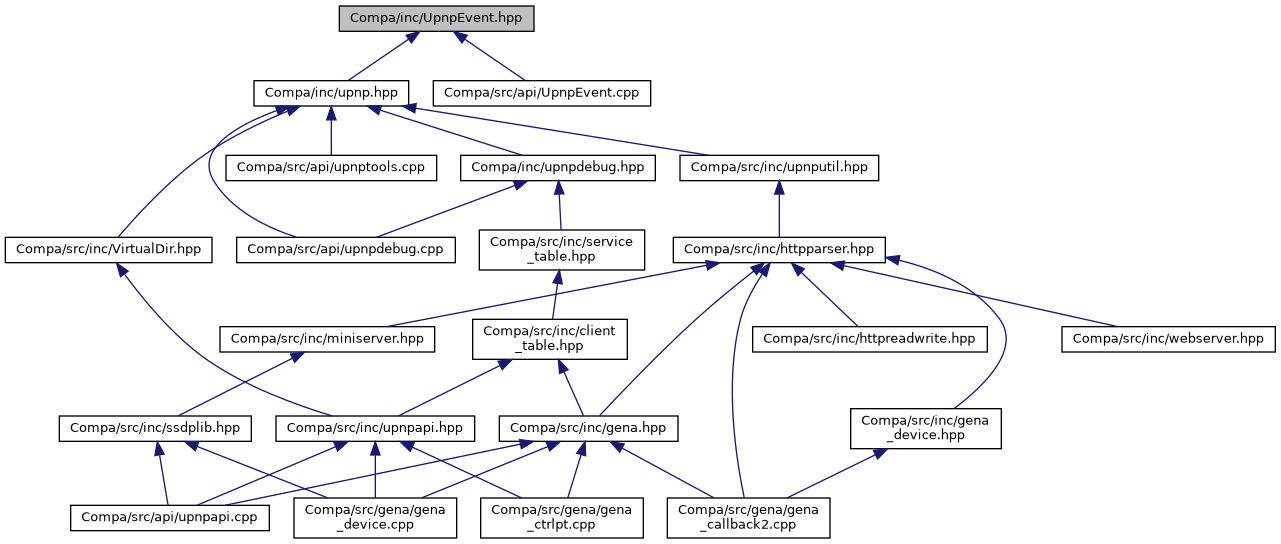 Compa/inc/UpnpEvent.hpp
Compa/inc/upnp.hpp
Compa/src/api/UpnpEvent.cpp
Compa/src/api/upnptools.cpp
Compa/inc/upnpdebug.hpp
Compa/src/inc/upnputil.hpp
Compa/src/inc/VirtualDir.hpp
Compa/src/api/upnpdebug.cpp
Compa/src/inc/service
_table.hpp
Compa/src/inc/httpparser.hpp
Compa/src/inc/miniserver.hpp
Compa/src/inc/client
_table.hpp
Compa/src/inc/httpreadwrite.hpp
Compa/src/inc/webserver.hpp
Compa/src/inc/ssdplib.hpp
Compa/src/inc/upnpapi.hpp
Compa/src/inc/gena.hpp
Compa/src/inc/gena
_device.hpp
Compa/src/api/upnpapi.cpp
Compa/src/gena/gena
_device.cpp
Compa/src/gena/gena
_ctrlpt.cpp
Compa/src/gena/gena
_callback2.cpp